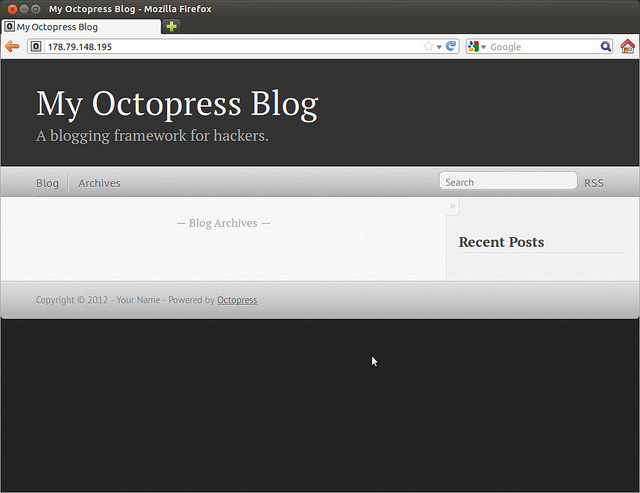 My Octopress Blog - Mozilla Firefox
My Octopress Blog
178.79.148.195
Google
My Octopress Blog
A blogging framework for hackers.
Blog
Archives
Search
RSS
»
— Blog Archives —
Recent Posts
Copyright © 2012 - Your Name - Powered by Octopress